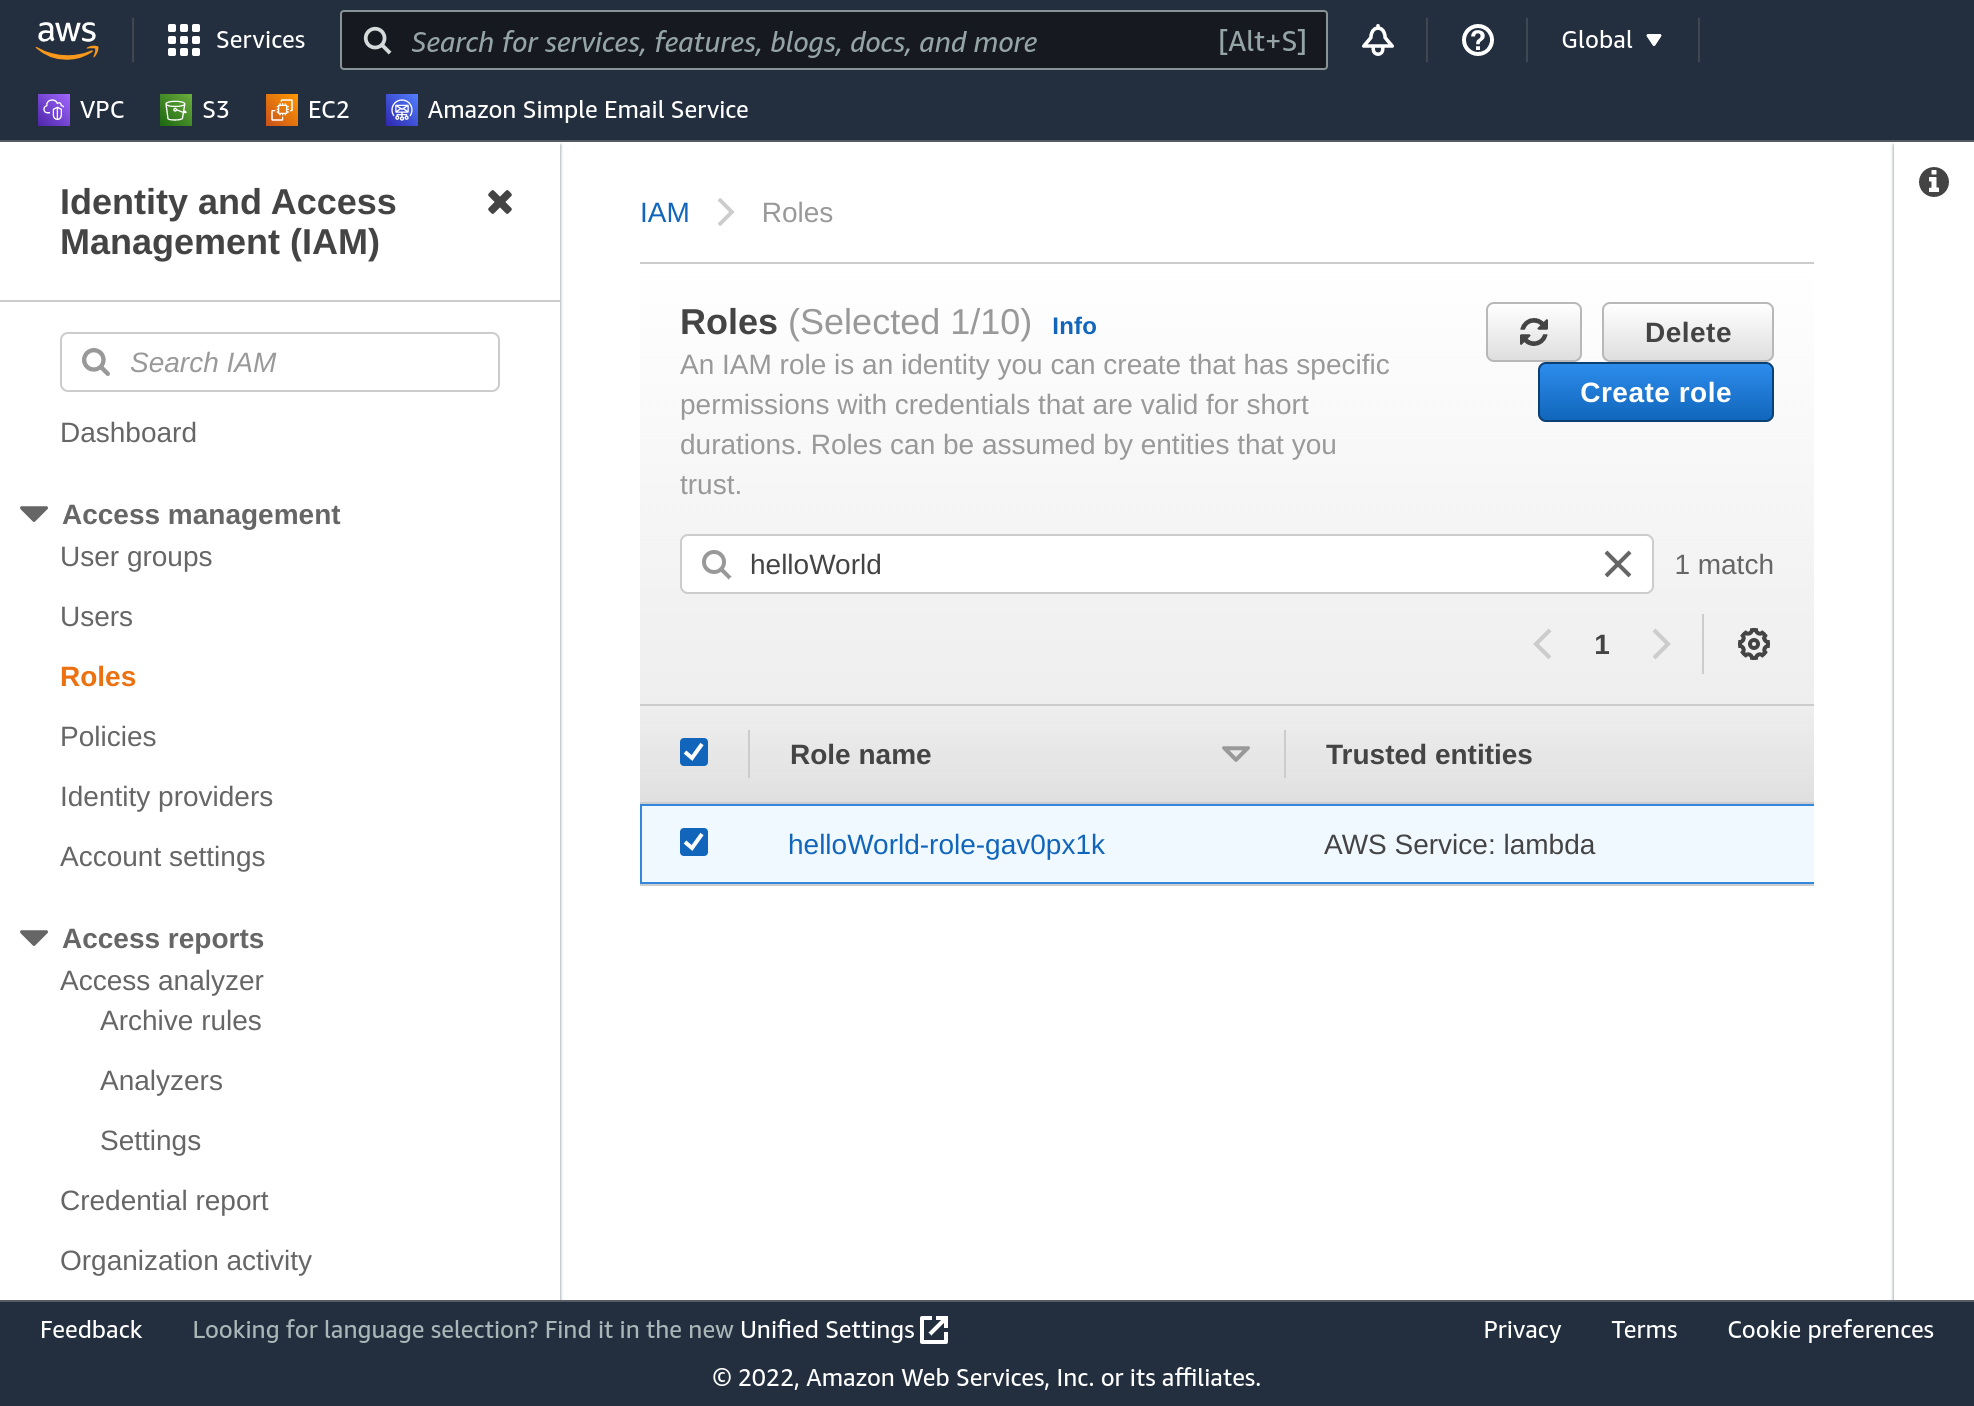 aws
Services
Search for services, features, blogs, docs, and more
[Alt+S]
Global
VPC
S3
EC2
Amazon Simple Email Service
Identity and Access
Management (IAM)
Search IAM
Dashboard
Access management
User groups
Users
Roles
Policies
Identity providers
Account settings
Access reports
Access analyzer
Archive rules
Analyzers
Settings
Credential report
Organization activity
IAM
Roles
Roles (Selected 1/10) Info
An IAM role is an identity you can create that has specific
permissions with credentials that are valid for short
durations. Roles can be assumed by entities that you
trust.
Delete
Create role
helloWorld
1 match
1
Role name
Trusted entities
helloWorld-role-gav0px1k
AWS Service: lambda
Feedback
Looking for language selection? Find it in the new Unified Settings
Privacy
Terms
Cookie preferences
© 2022, Amazon Web Services, Inc. or its affiliates.